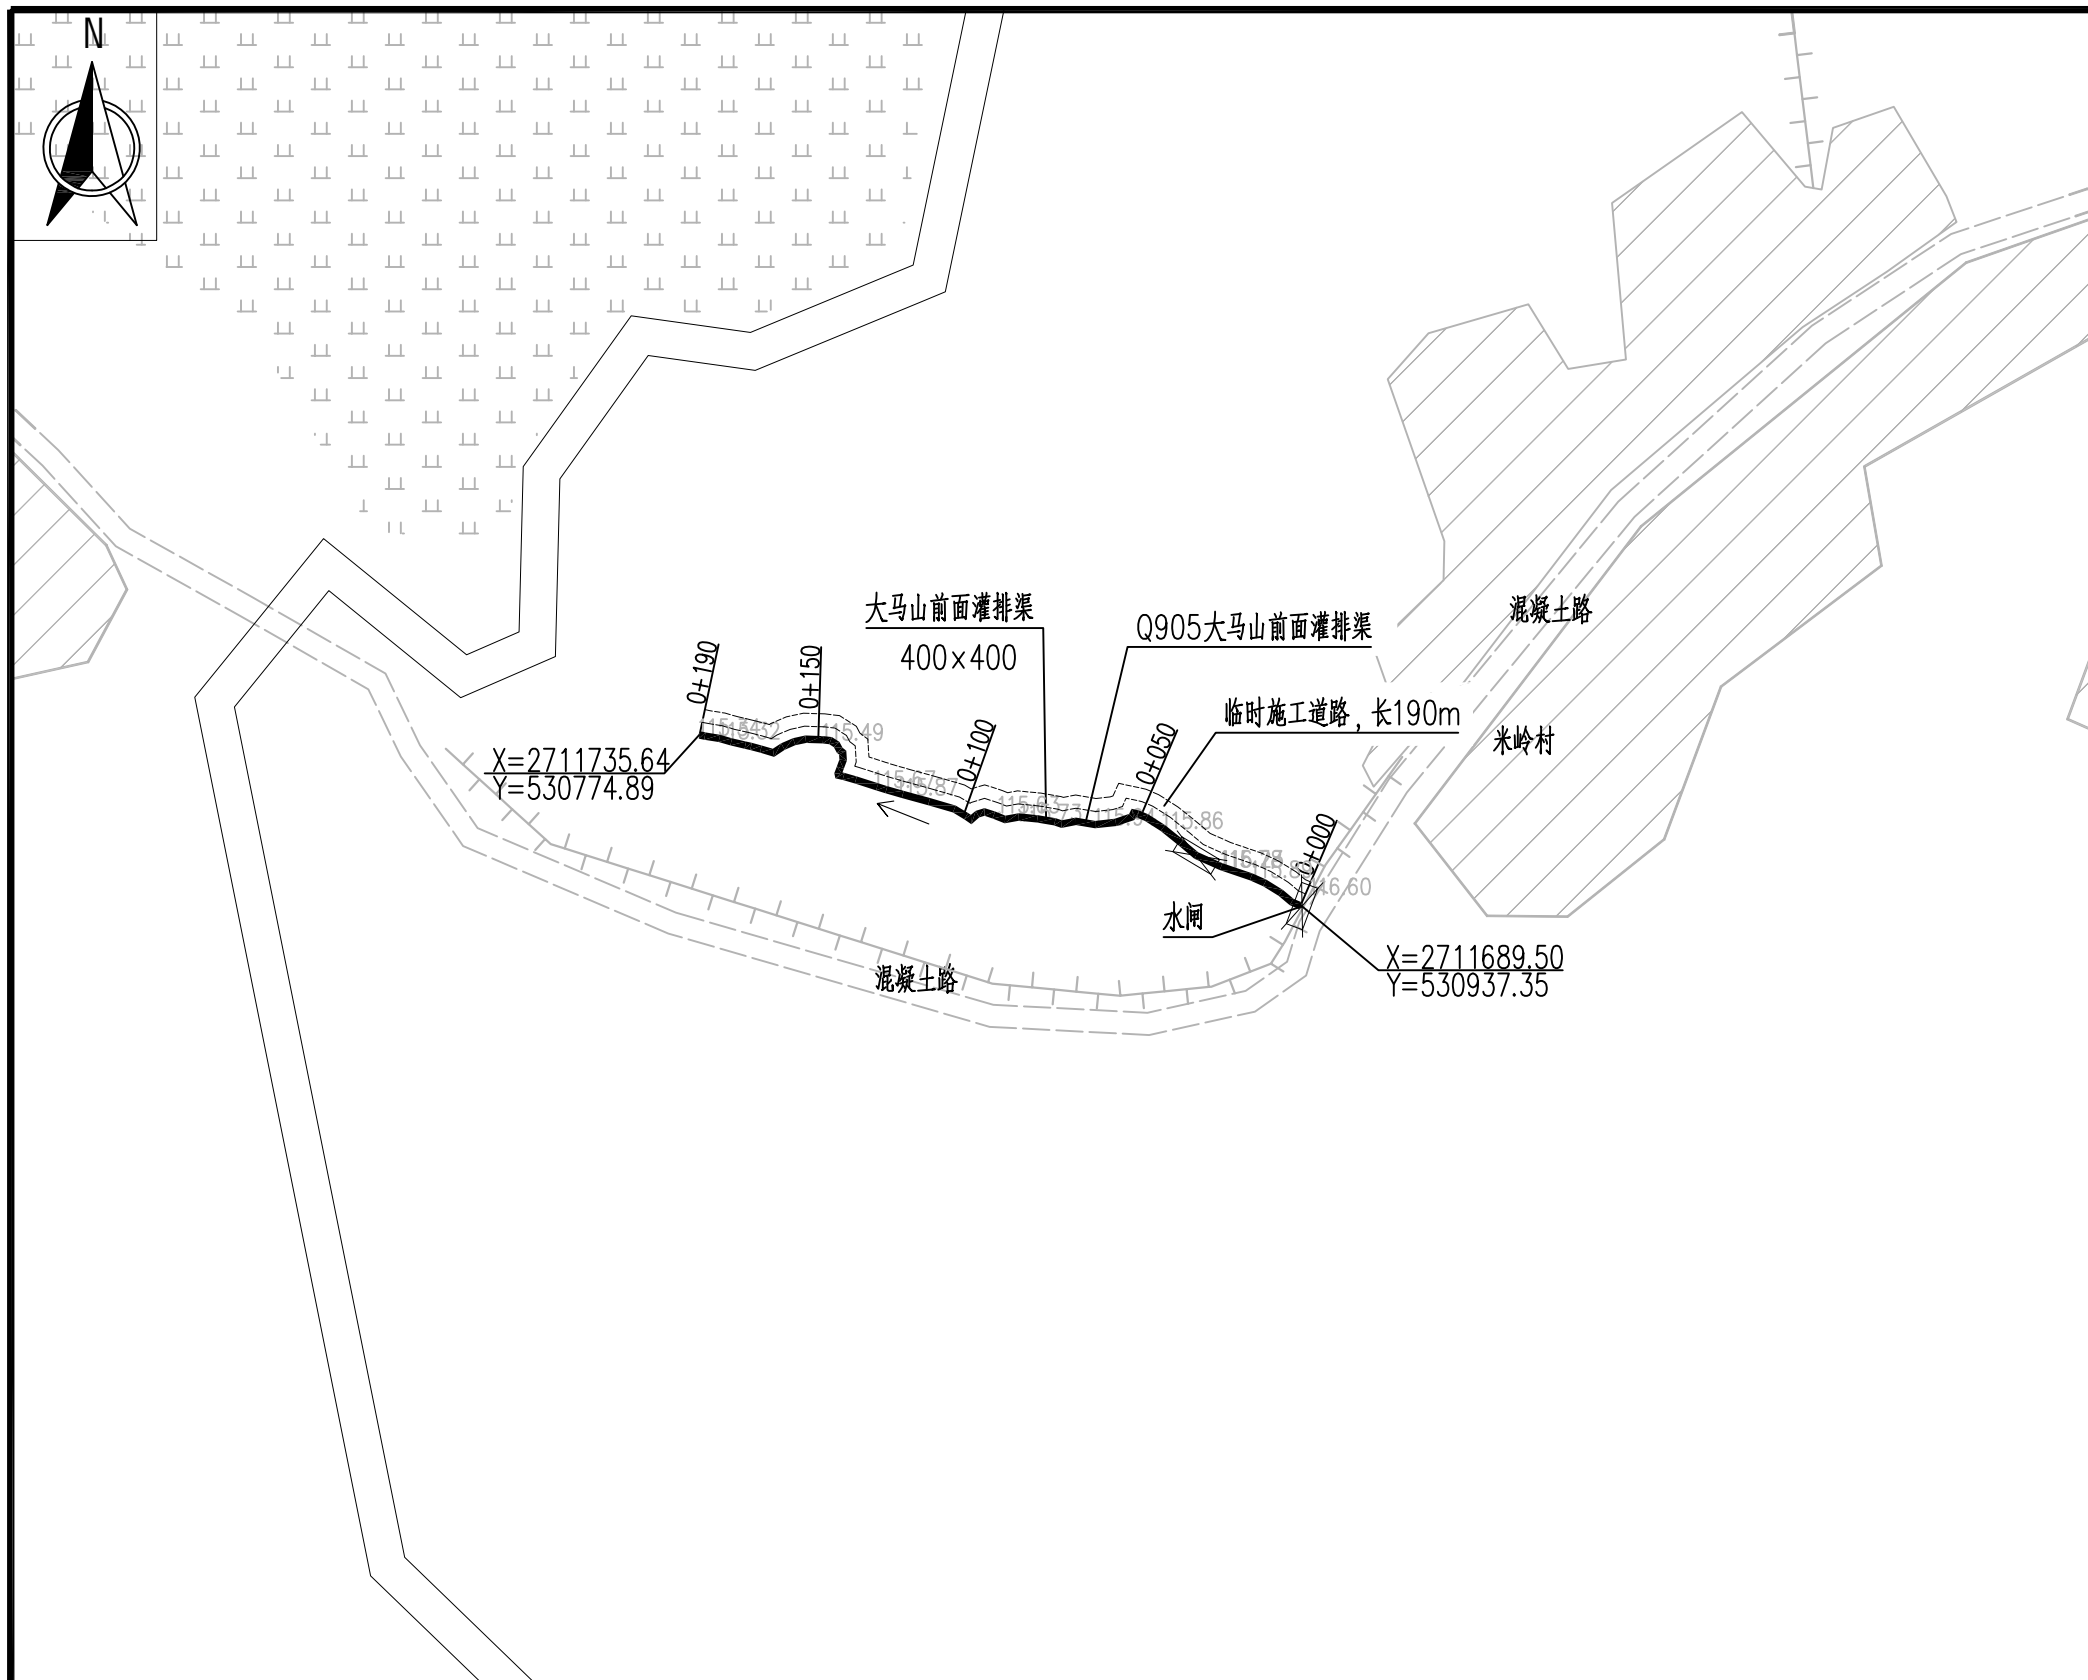 N
大马山前面灌排渠
400×400
Q905大马山前面灌排渠
混凝土路
0+190
0+150
临时施工道路，长190m
米岭村
115.49
0+100
0+050
X=2711735.64
Y=530774.89
115.86
0+000
116.60
水闸
混凝土路
X=2711689.50
Y=530937.35